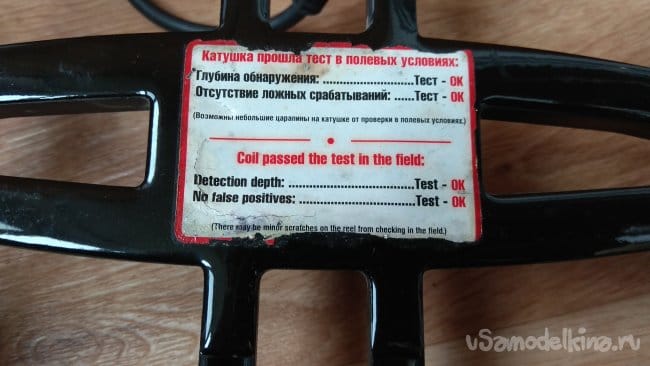 Катушка прошла тест в полевых условиях:
Глубина обнаружения: ........................Тест - OK
Отсутствие ложных срабатываний: ......Тест - OK
(Возможны небольшие царапины на катушке от проверки в полевых условиях.)
Coil passed the test in the field:
Detection depth: ...................................Test - OK
No false positives: ................................Test - OK
(There may be minor scratches on the reel from checking in the field.)
vSamodelkina.ru